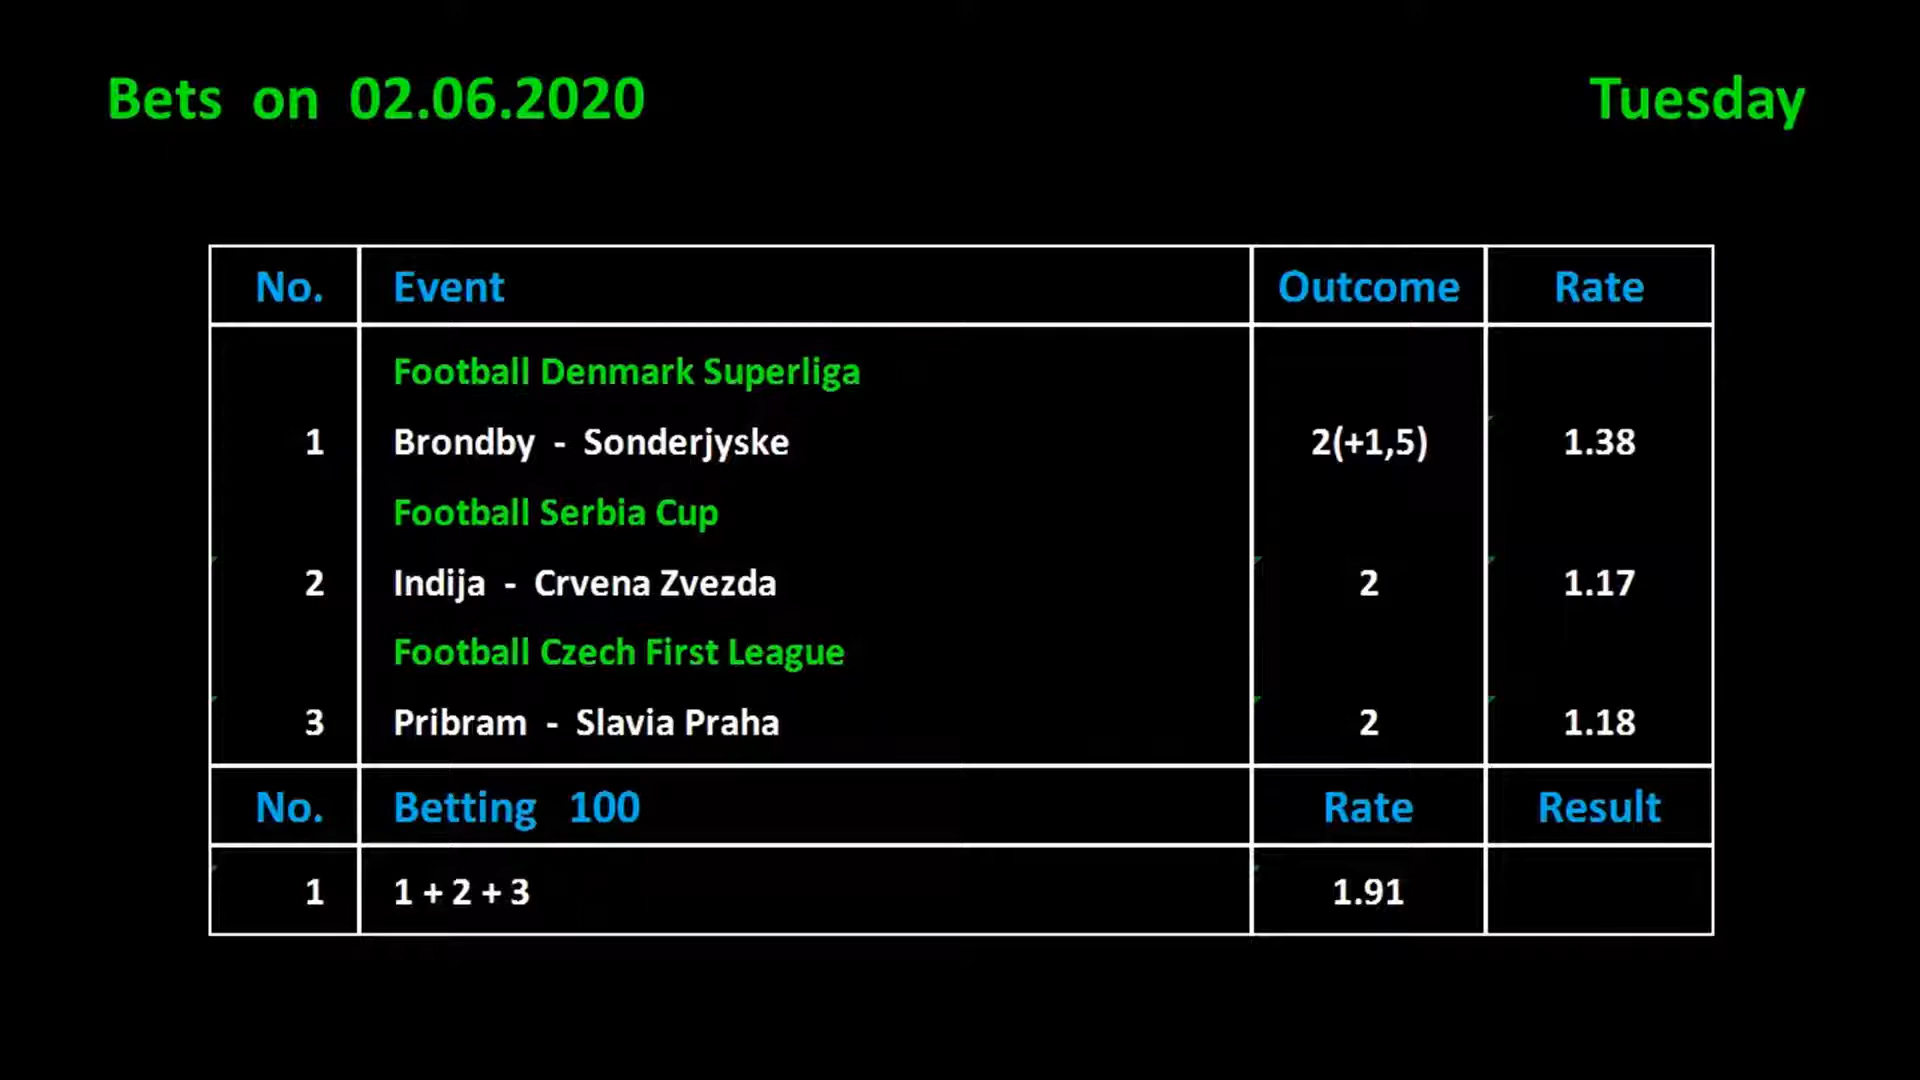 Bets on 02.06.2020 Tuesday
No. Event Outcome Rate
Football Denmark Superliga
1 Brondby - Sonderjyske 2(+1,5) 1.38
Football Serbia Cup
2 Indija - Crvena Zvezda 2 1.17
Football Czech First League
3 Pribram - Slavia Praha 2 1.18
No. Betting 100 Rate Result
1 1 + 2 + 3 1.91